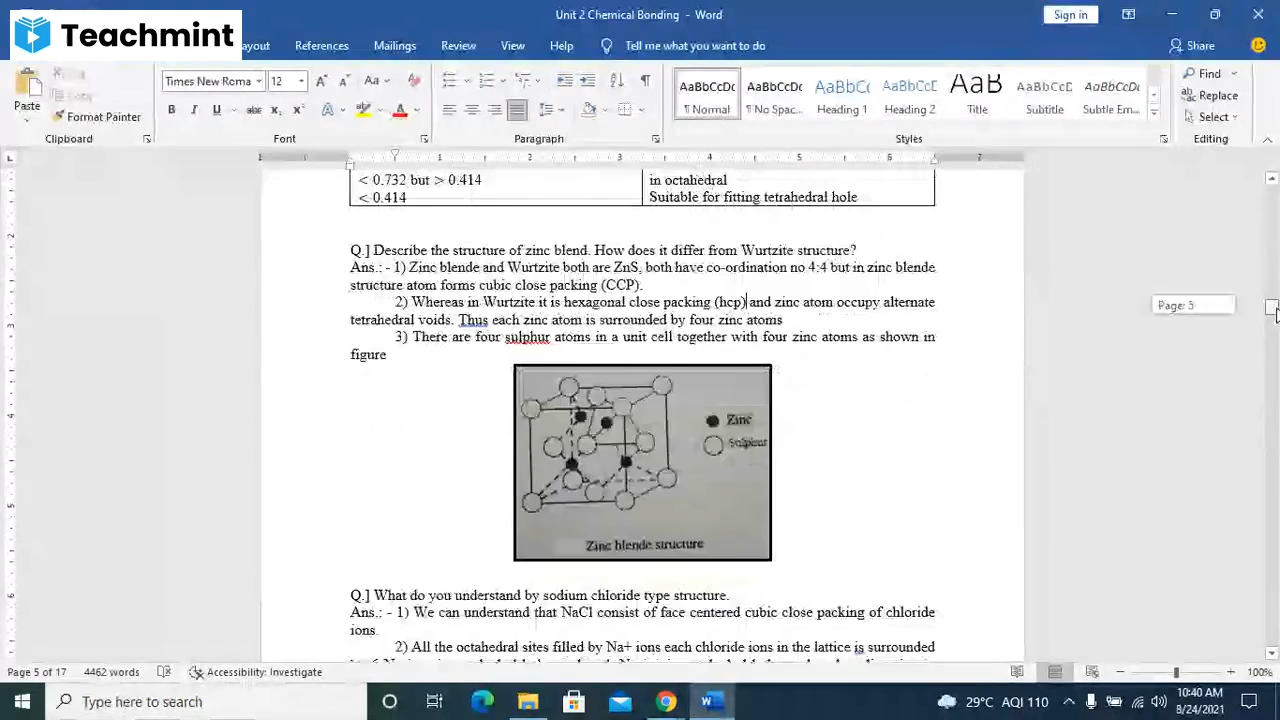 Unit 2 Chemical Bonding - Word
Sign in
Teachmint
References
Mailings
Review
View
Help
Tell me what you want to do
Share
Paste
Format Painter
Clipboard
Times New Roma
12
Font
Paragraph
AaBbCcDc AaBbCcDc AaBbC( AaBbCcD AaB AaBbCcD AaBbCcDc
¶ Normal ¶ No Spac... Heading 1 Heading 2 Title Subtitle Subtle Em...
Styles
Find
Replace
Select
Editing
1 1 2 3 4 5 6 7
< 0.732 but > 0.414 in octahedral
< 0.414 Suitable for fitting tetrahedral hole
Q.] Describe the structure of zinc blend. How does it differ from Wurtzite structure?
Ans.: - 1) Zinc blende and Wurtzite both are ZnS, both have co-ordination no 4:4 but in zinc blende
structure atom forms cubic close packing (CCP).
2) Whereas in Wurtzite it is hexagonal close packing (hcp) and zinc atom occupy alternate
tetrahedral voids. Thus each zinc atom is surrounded by four zinc atoms
3) There are four sulphur atoms in a unit cell together with four zinc atoms as shown in
figure
Zinc
Sulphur
Zinc blende structure
Page: 5
Q.] What do you understand by sodium chloride type structure.
Ans.: - 1) We can understand that NaCl consist of face centered cubic close packing of chloride
ions.
2) All the octahedral sites filled by Na+ ions each chloride ions in the lattice is surrounded
Page 5 of 17
4462 words
Accessibility: Investigate
100%
Type here to search
29°C AQI 110
10:40 AM
8/24/2021